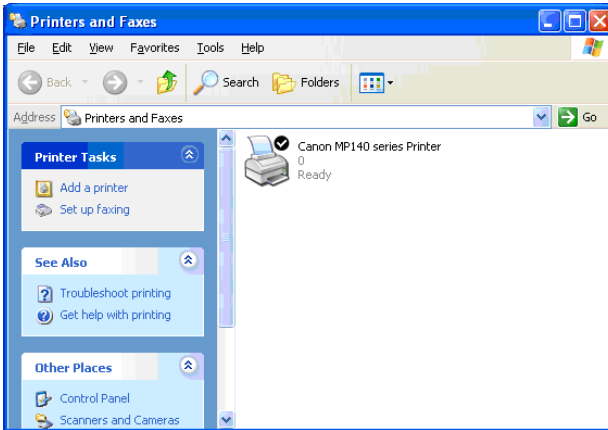 Printers and Faxes
File Edit View Favorites Tools Help
Back Search Folders
Address Printers and Faxes Go
Printer Tasks
Add a printer
Set up faxing
See Also
Troubleshoot printing
Get help with printing
Other Places
Control Panel
Scanners and Cameras
Canon MP140 series Printer
0
Ready